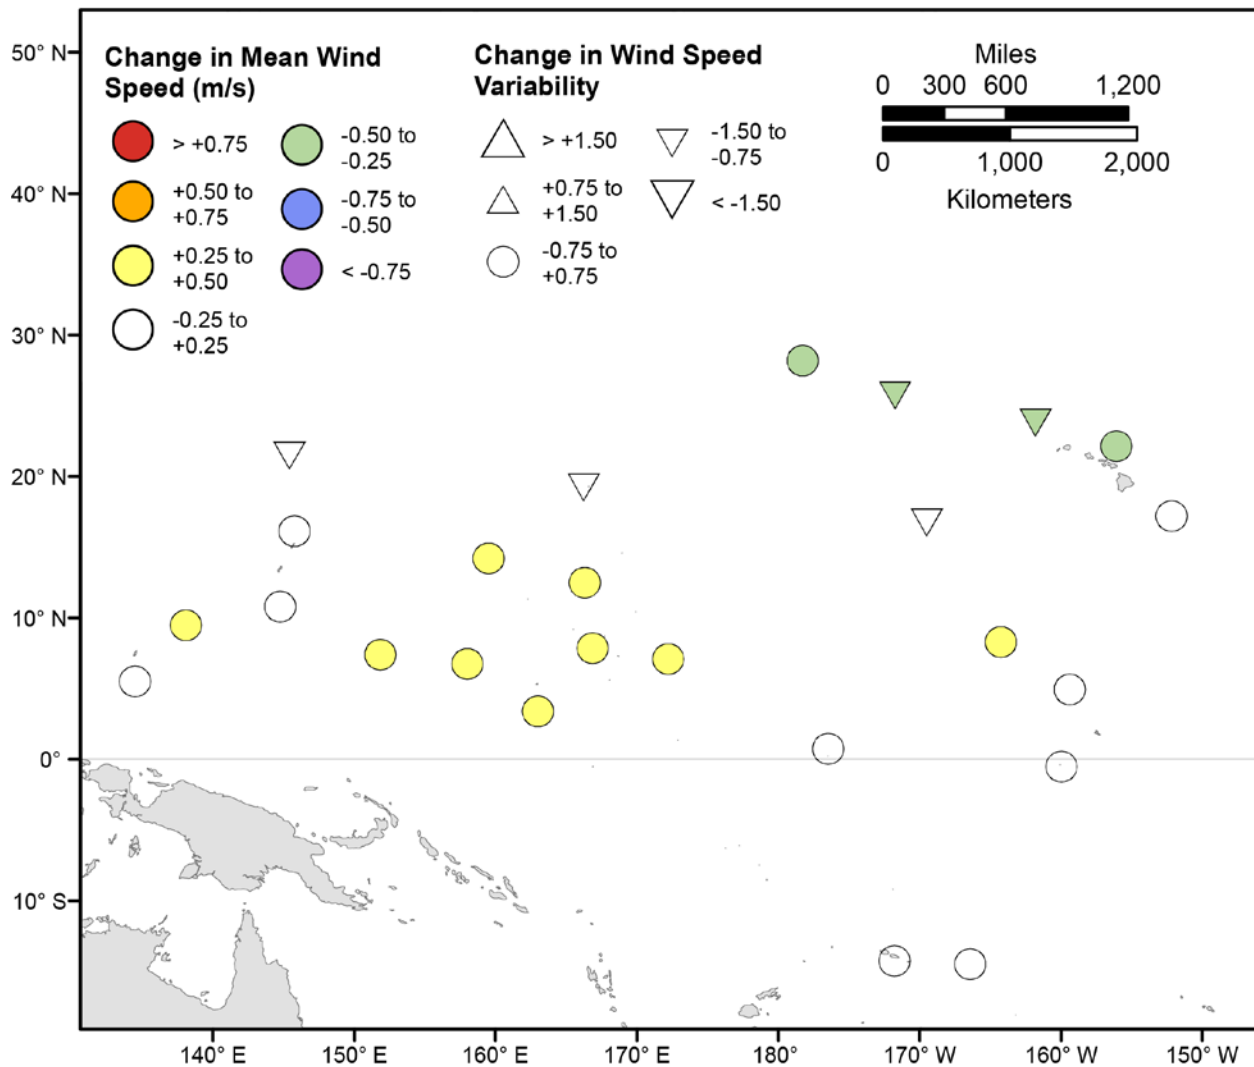 Change in Mean Wind
Speed (m/s)
> +0.75
+0.50 to
+0.75
+0.25 to
+0.50
-0.25 to
+0.25
-0.50 to
-0.25
-0.75 to
-0.50
< -0.75
Change in Wind Speed
Variability
> +1.50
+0.75 to
+1.50
-0.75 to
+0.75
-1.50 to
-0.75
< -1.50
Miles
0 300 600 1,200
0 1,000 2,000
Kilometers
50° N
40° N
30° N
20° N
10° N
0°
10° S
140° E 150° E 160° E 170° E 180° 170° W 160° W 150° W